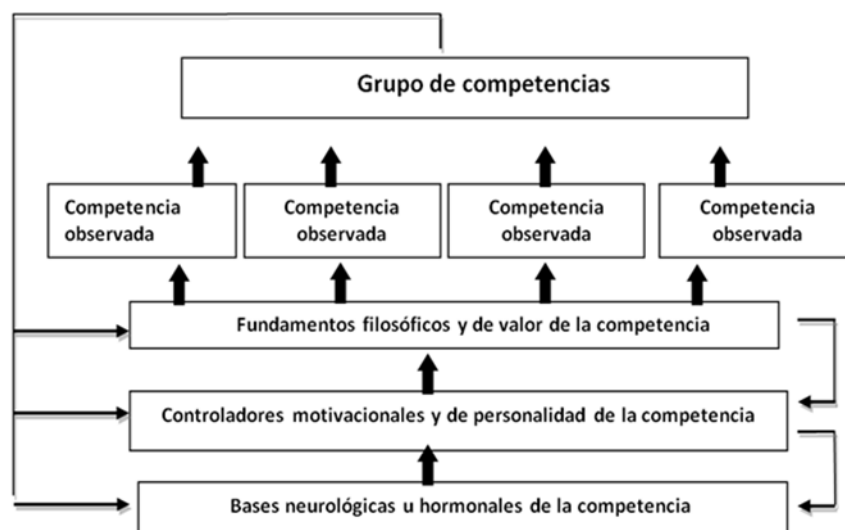 Grupo de competencias
Competencia
observada
Competencia
observada
Competencia
observada
Competencia
observada
Fundamentos filosóficos y de valor de la competencia
Controladores motivacionales y de personalidad de la competencia
Bases neurológicas u hormonales de la competencia